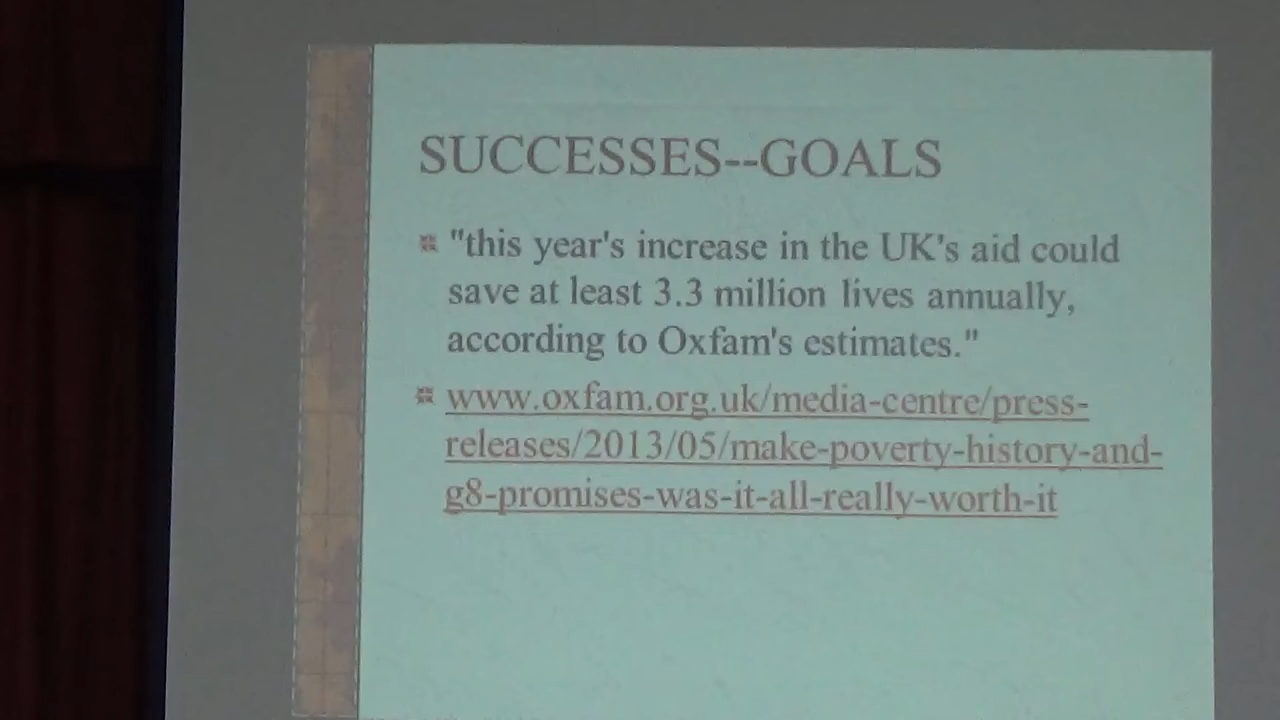 SUCCESSES--GOALS
"this year's increase in the UK's aid could
save at least 3.3 million lives annually,
according to Oxfam's estimates."
www.oxfam.org.uk/media-centre/press-
releases/2013/05/make-poverty-history-and-
g8-promises-was-it-all-really-worth-it